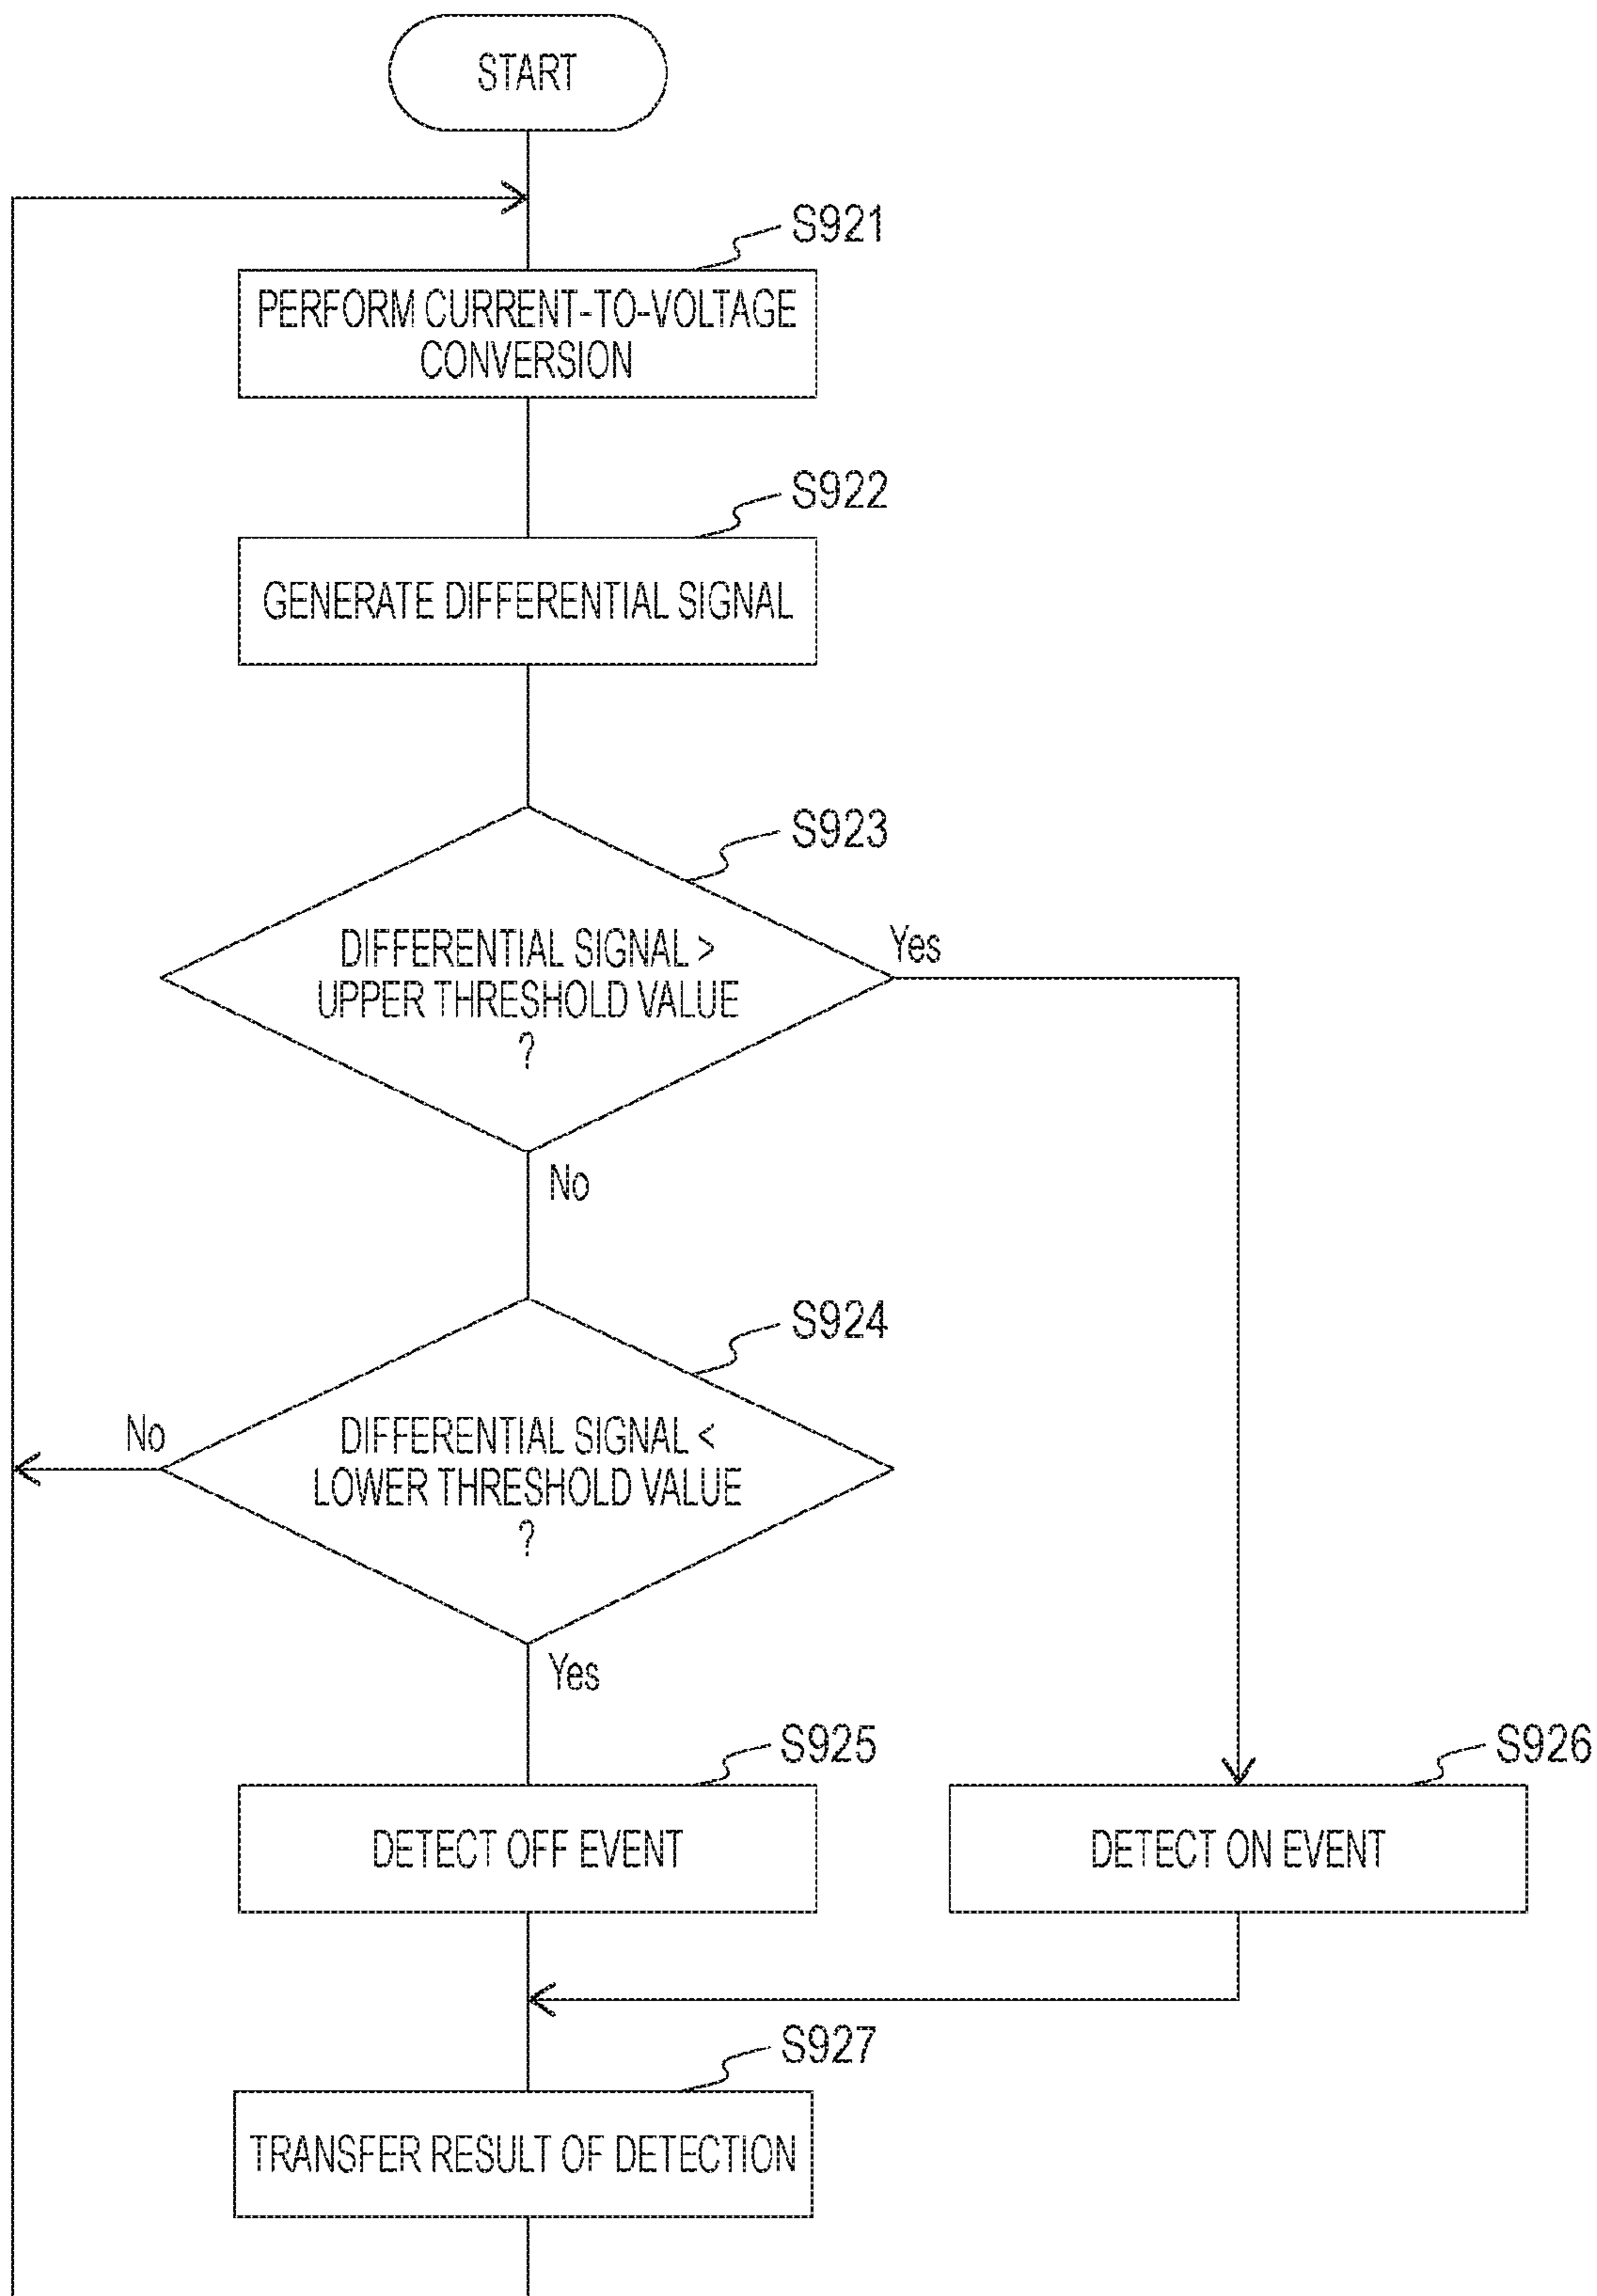 START
S921
PERFORM CURRENT-TO-VOLTAGE
CONVERSION
S922
GENERATE DIFFERENTIAL SIGNAL
S923
DIFFERENTIAL SIGNAL >
UPPER THRESHOLD VALUE
?
Yes
No
S924
DIFFERENTIAL SIGNAL <
LOWER THRESHOLD VALUE
?
No
Yes
S925
DETECT OFF EVENT
S926
DETECT ON EVENT
S927
TRANSFER RESULT OF DETECTION